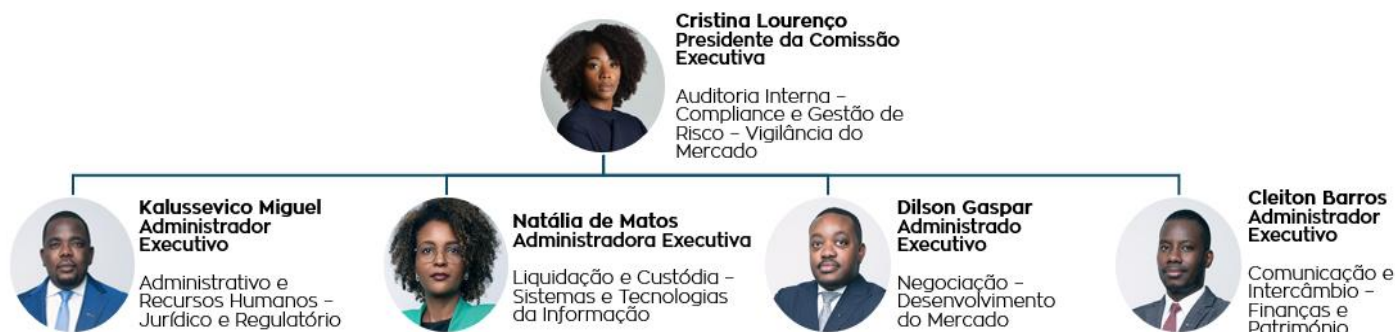 Cristina Lourenço
Presidente da Comissão
Executiva
Auditoria Interna –
Compliance e Gestão de
Risco – Vigilância do
Mercado
Kalussevico Miguel
Administrador
Executivo
Administrativo e
Recursos Humanos –
Jurídico e Regulatório
Natália de Matos
Administradora Executiva
Liquidação e Custódia –
Sistemas e Tecnologias
da Informação
Dilson Gaspar
Administrado
Executivo
Negociação –
Desenvolvimento
do Mercado
Cleiton Barros
Administrador
Executivo
Comunicação e
Intercâmbio –
Finanças e
Património